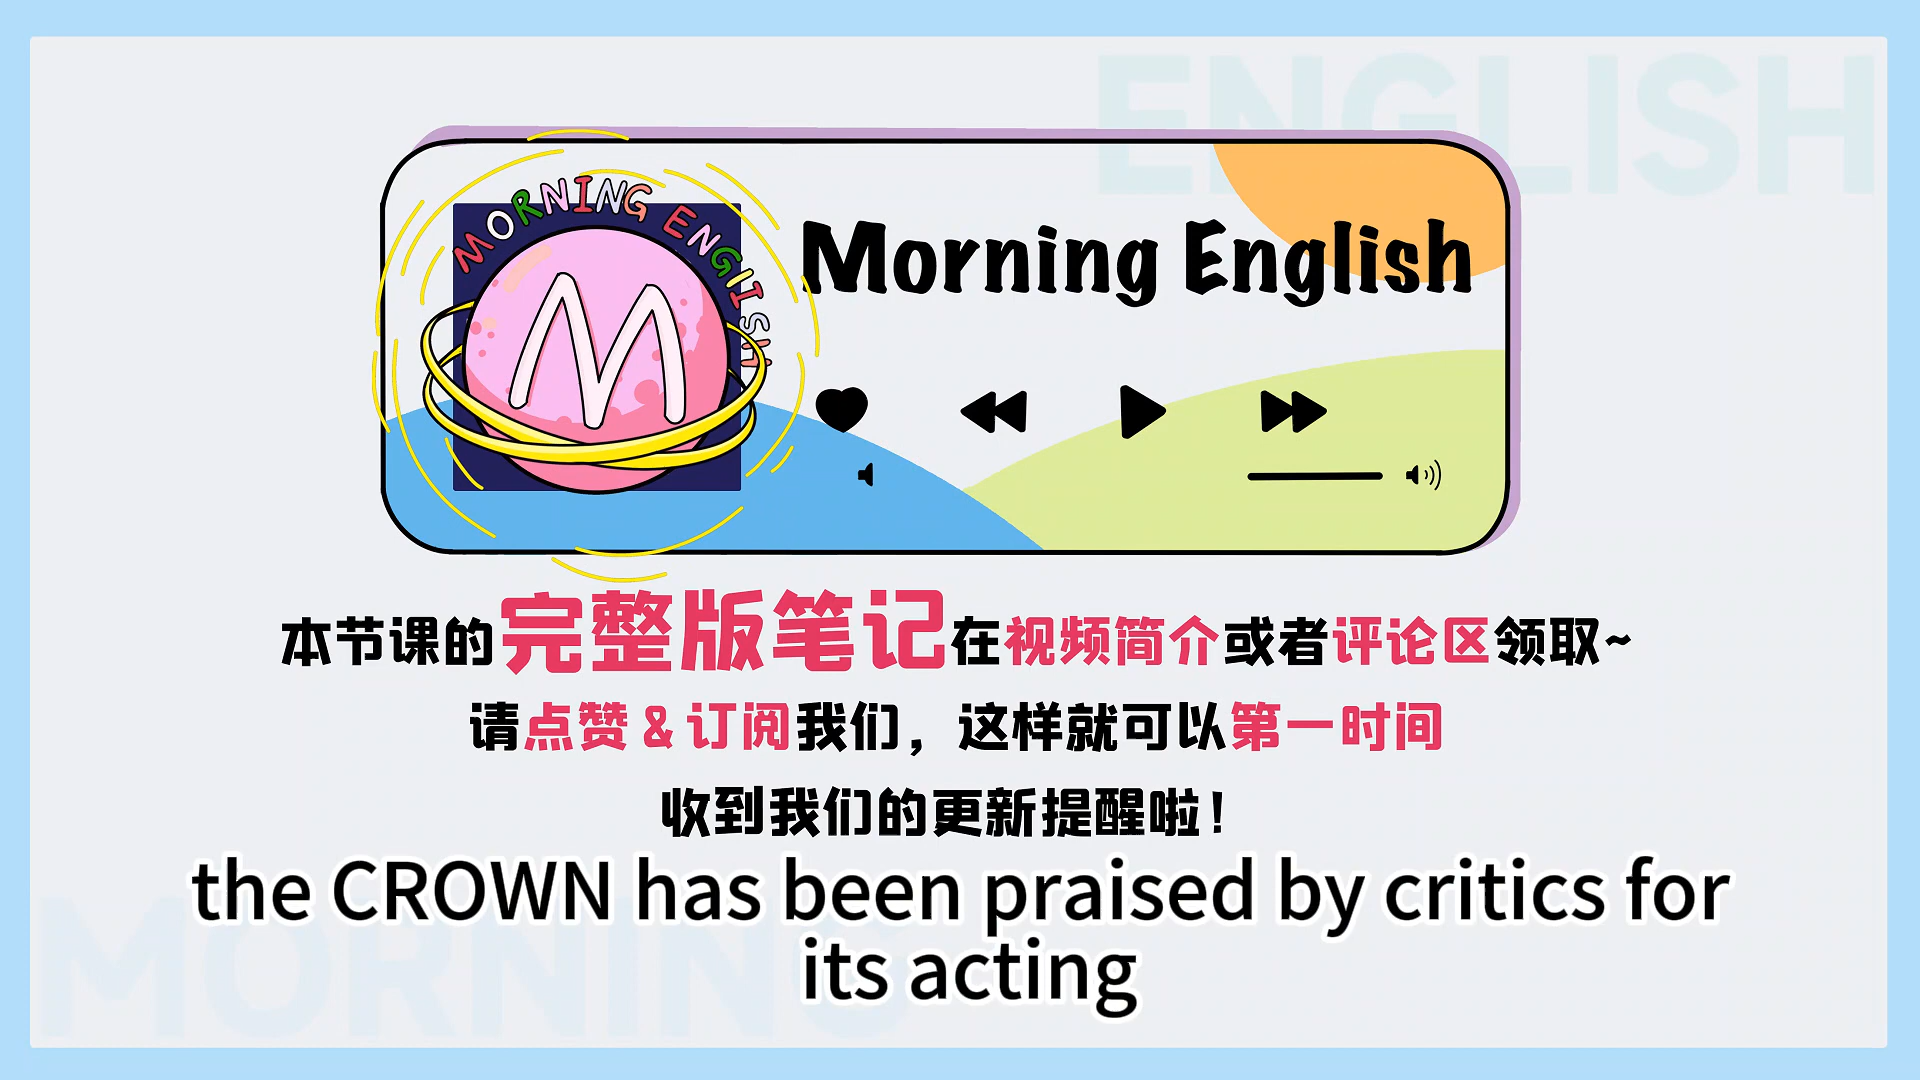 ENGLISH
MORNING ENGLISH
M
Morning English
本节课的完整版笔记在视频简介或者评论区领取~
请点赞&订阅我们，这样就可以第一时间
收到我们的更新提醒啦！
the CROWN has been praised by critics for
its acting
MORNING